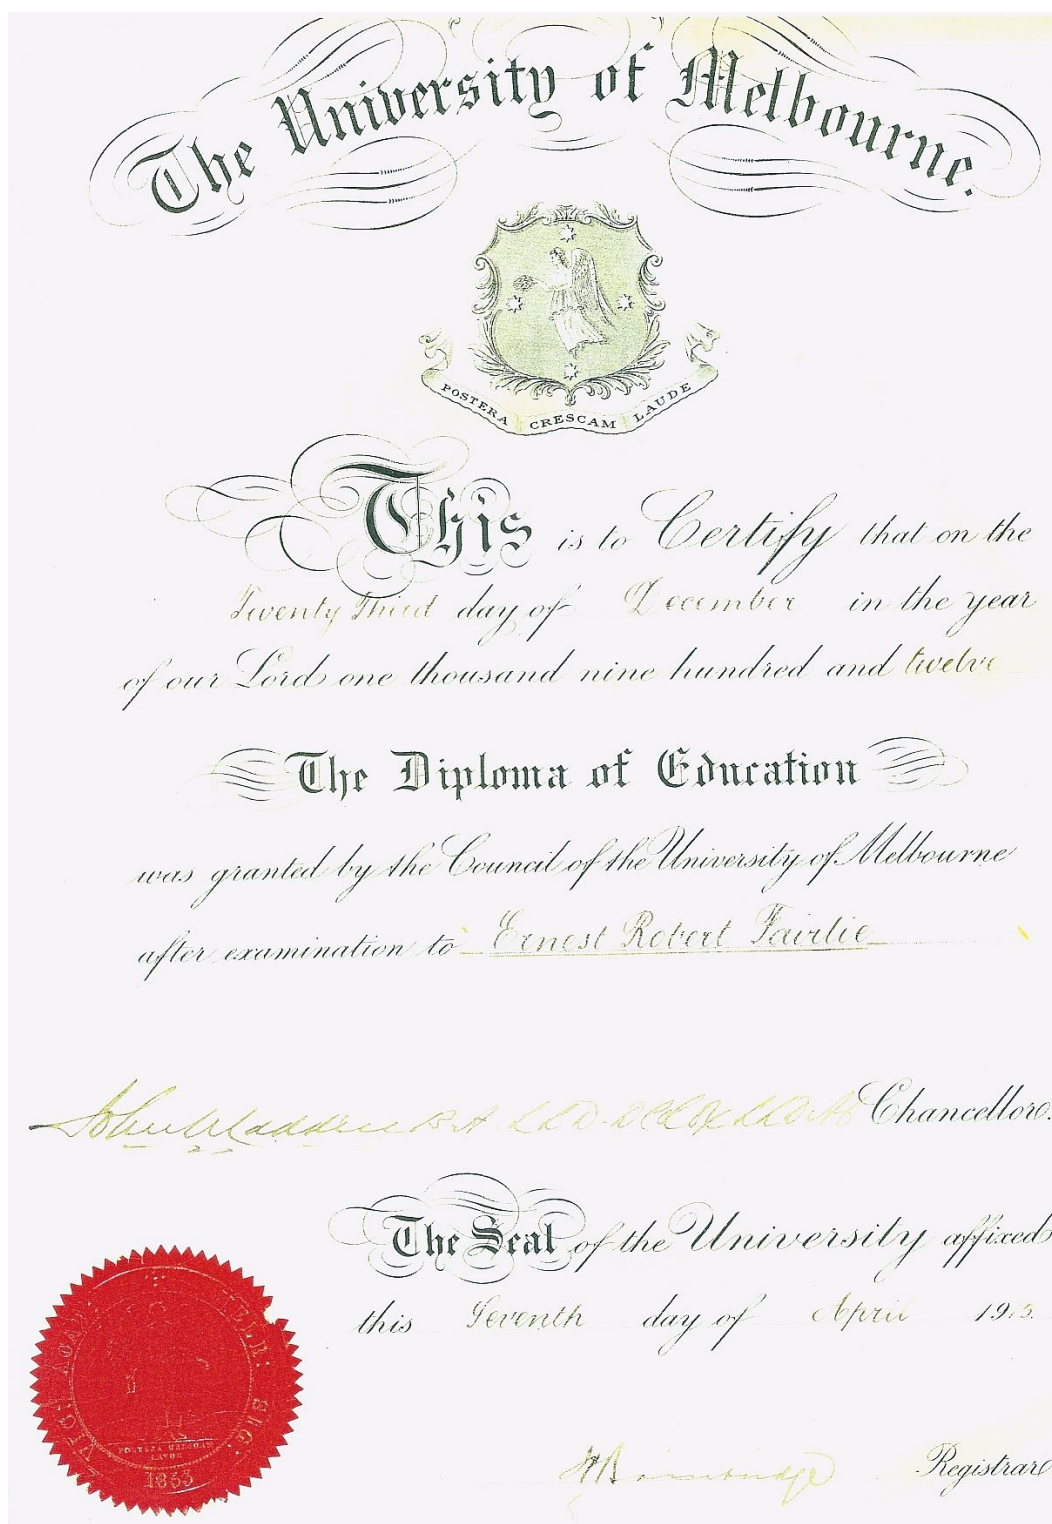 The University of Melbourne.
POSTERA CRESCAM LAUDE
This is to Certify that on the
Twenty Third day of December in the year
of our Lord one thousand nine hundred and twelve
The Diploma of Education
was granted by the Council of the University of Melbourne
after examination to Ernest Robert Fairlie
John Madden B.A. LLD. Chancellor.
The Seal of the University affixed
this Seventh day of April
POSTERA CRESCAM
1853
Registrar